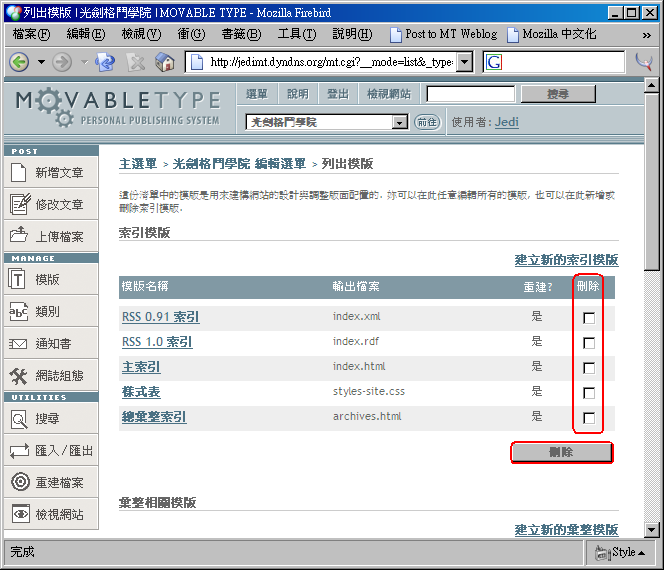 列出模版 | 光劍格鬥學院 | MOVABLE TYPE - Mozilla Firebird
檔案(F) 編輯(E) 檢視(V) 衝(G) 書籤(B) 工具(T) 說明(H) Post to MT Weblog Mozilla 中文化 »
http://jedimt.dyndns.org/mt.cgi?__mode=list&_type: G
MOVABLETYPE
PERSONAL PUBLISHING SYSTEM
選單 說明 登出 檢視網站 搜尋
光劍格鬥學院 前往 使用者: Jedi
POST
新增文章
修改文章
上傳檔案
MANAGE
模版
類別
通知書
網誌組態
UTILITIES
搜尋
匯入/匯出
重建檔案
檢視網站
主選單 > 光劍格鬥學院 編輯選單 > 列出模版
這份清單中的模版是用來建構網站的設計與調整版面配置的. 妳可以在此任意編輯所有的模版, 也可以在此新增或
刪除索引模版.
索引模版
建立新的索引模版
模版名稱 輸出檔案 重建? 刪除
RSS 0.91 索引 index.xml 是
RSS 1.0 索引 index.rdf 是
主索引 index.html 是
樣式表 styles-site.css 是
總彙整索引 archives.html 是
刪除
彙整相關模版
建立新的彙整模版
完成 Style